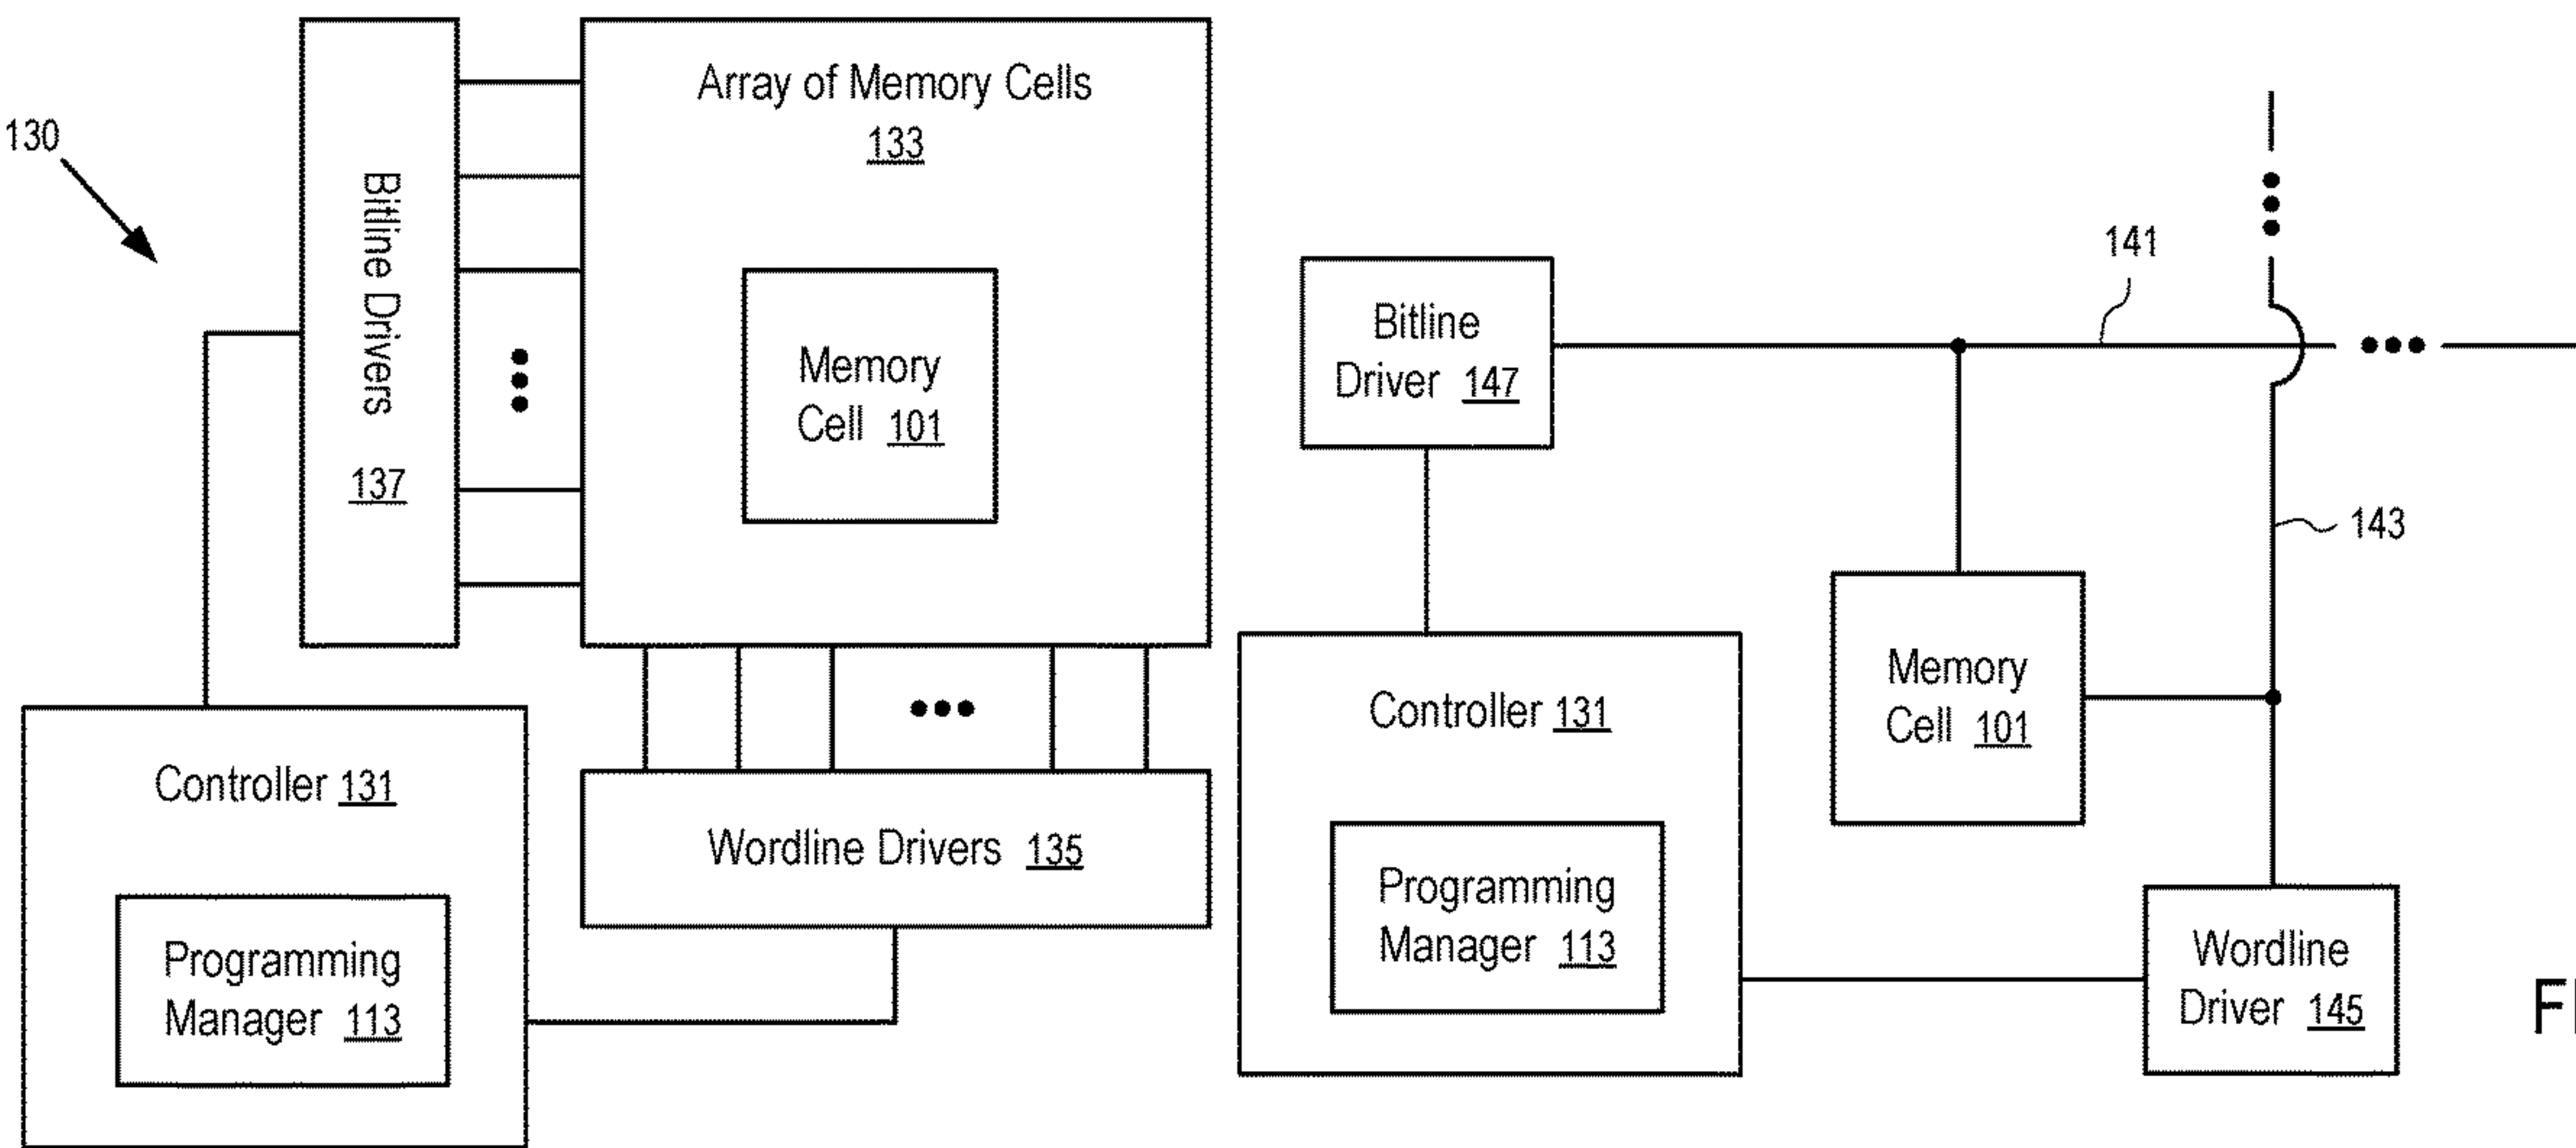 130
Bitline Drivers 137
Array of Memory Cells
133
Memory
Cell 101
Controller 131
Programming
Manager 113
Wordline Drivers 135
Bitline
Driver 147
141
143
Memory
Cell 101
Controller 131
Programming
Manager 113
Wordline
Driver 145